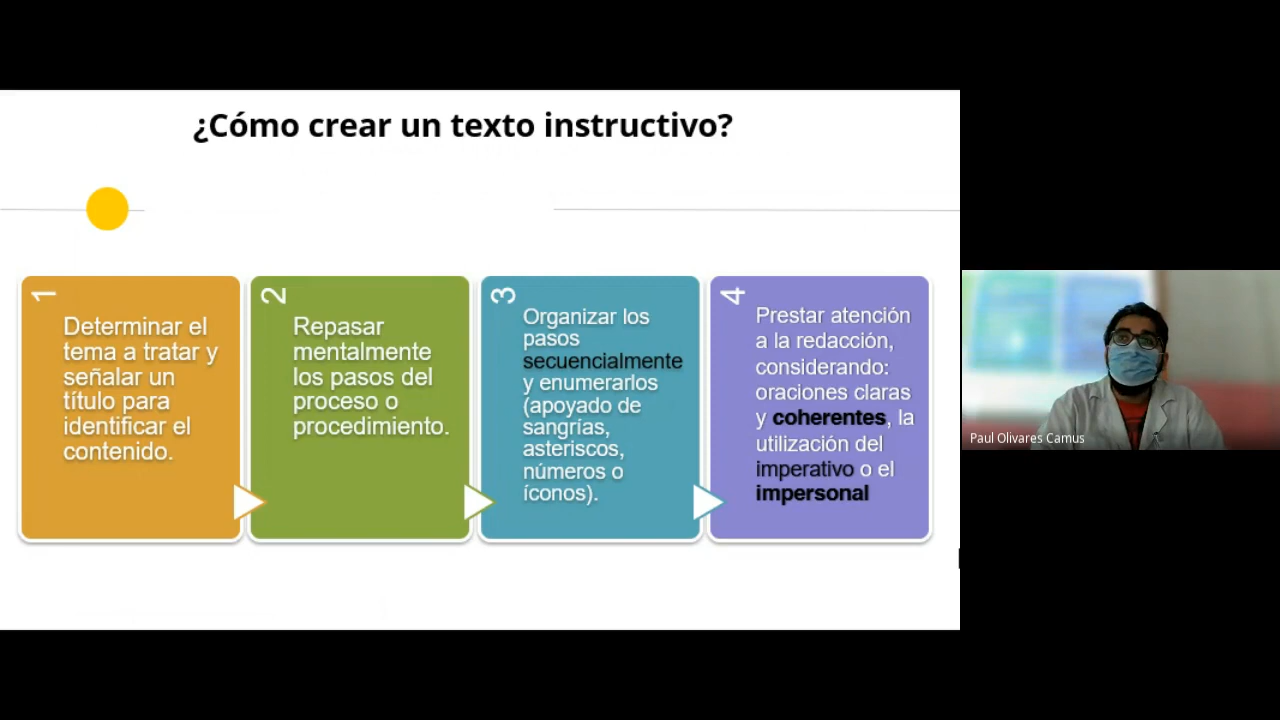 ¿Cómo crear un texto instructivo?
1
Determinar el
tema a tratar y
señalar un
título para
identificar el
contenido.
2
Repasar
mentalmente
los pasos del
proceso o
procedimiento.
3
Organizar los
pasos
secuencialmente
y enumerarlos
(apoyado de
sangrías,
asteriscos,
números o
íconos).
4
Prestar atención
a la redacción,
considerando:
oraciones claras
y coherentes, la
utilización del
imperativo o el
impersonal
Paul Olivares Camus